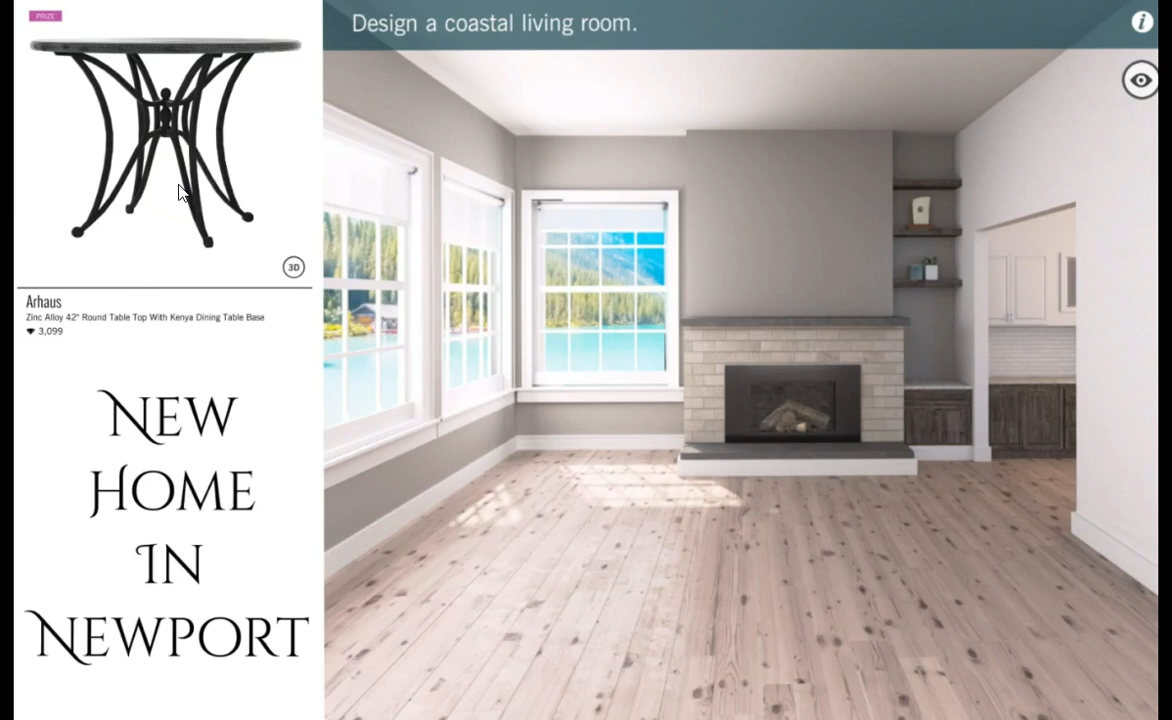 PRIZE
Design a coastal living room.
i
3D
Arhaus
Zinc Alloy 42" Round Table Top With Kenya Dining Table Base
3,099
NEW
HOME
IN
NEWPORT